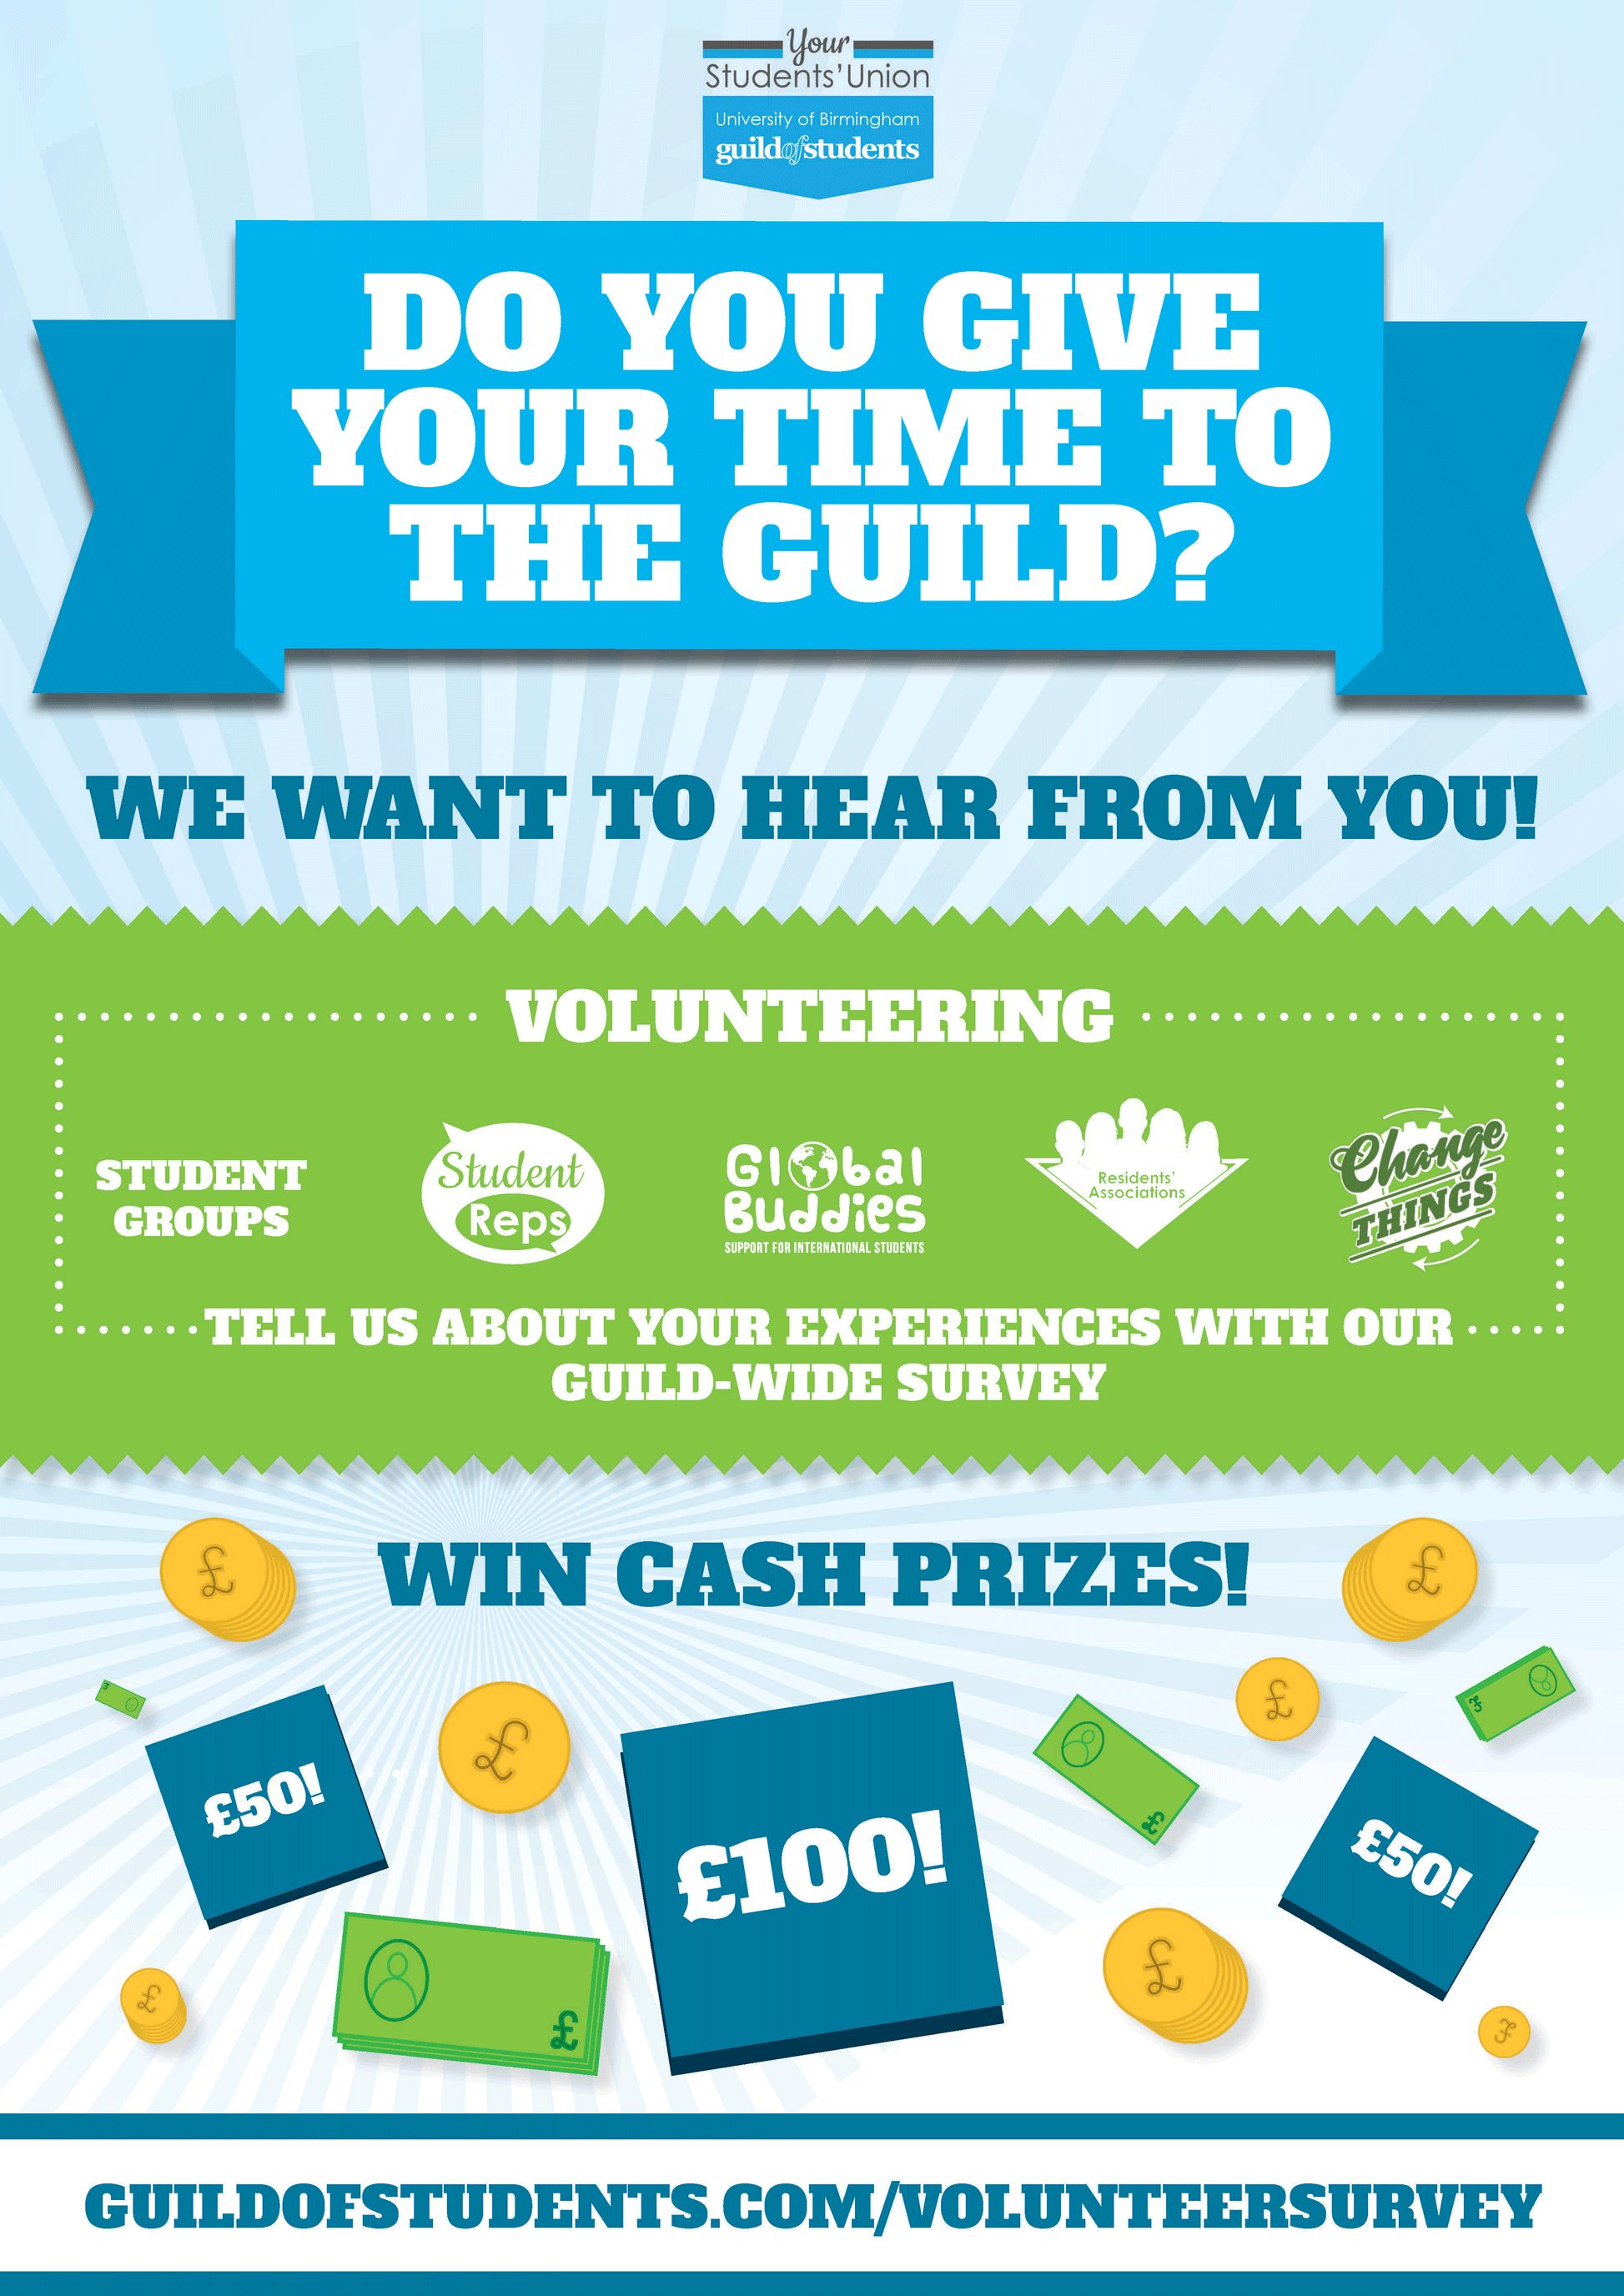 Your
Students' Union
University of Birmingham
guildofstudents
DO YOU GIVE
YOUR TIME TO
THE GUILD?
WE WANT TO HEAR FROM YOU!
VOLUNTEERING
STUDENT
GROUPS
Student
Reps
Global
Buddies
SUPPORT FOR INTERNATIONAL STUDENTS
Residents'
Associations
Change
THINGS
TELL US ABOUT YOUR EXPERIENCES WITH OUR
GUILD-WIDE SURVEY
£
WIN CASH PRIZES!
£
£
£
£
£50!
£
£100!
£
£50!
£
£
£
£
£
GUILDOFSTUDENTS.COM/VOLUNTEERSURVEY